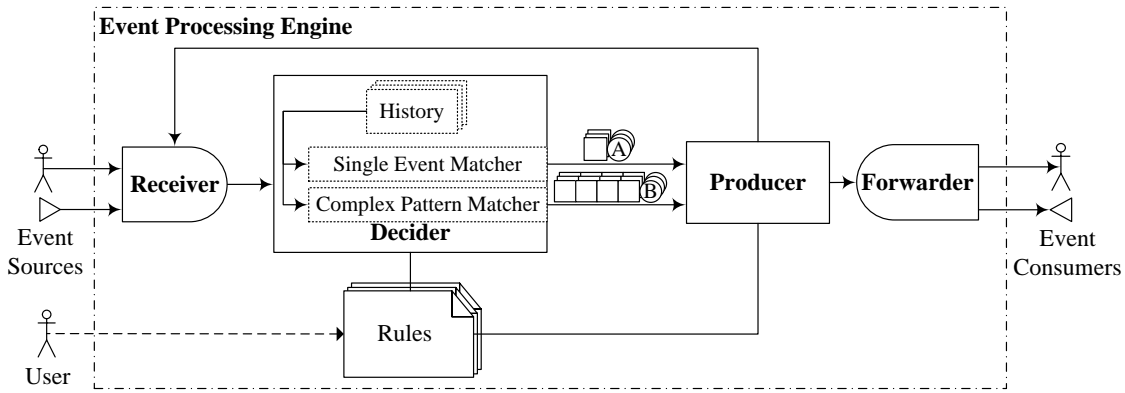 Event Processing Engine
History
A
Single Event Matcher
Receiver
Producer
Forwarder
B
Complex Pattern Matcher
Decider
Event
Sources
Event
Consumers
Rules
User